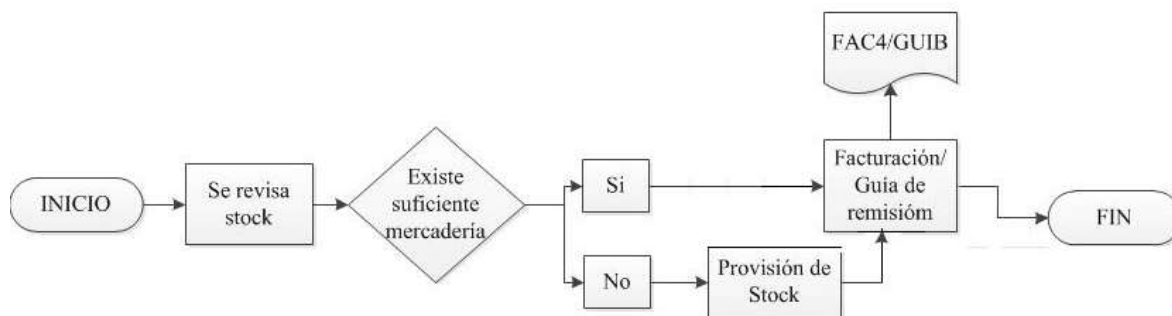 FAC4/GUIB
INICIO
Se revisa
stock
Existe
suficiente
mercadería
Si
Facturación/
Guía de
remisióm
FIN
No
Provisión de
Stock